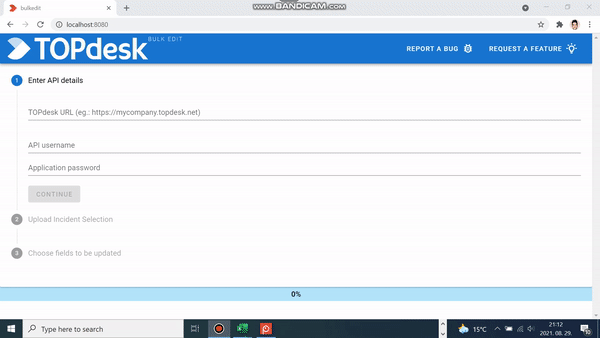 bulkedit
www.BANDICAM.com
localhost:8080
TOPdesk BULK EDIT
REPORT A BUG REQUEST A FEATURE
1 Enter API details
TOPdesk URL (eg.: https://mycompany.topdesk.net)
API username
Application password
CONTINUE
2 Upload Incident Selection
3 Choose fields to be updated
0%
Type here to search
15°C
21:12
2021. 08. 29.